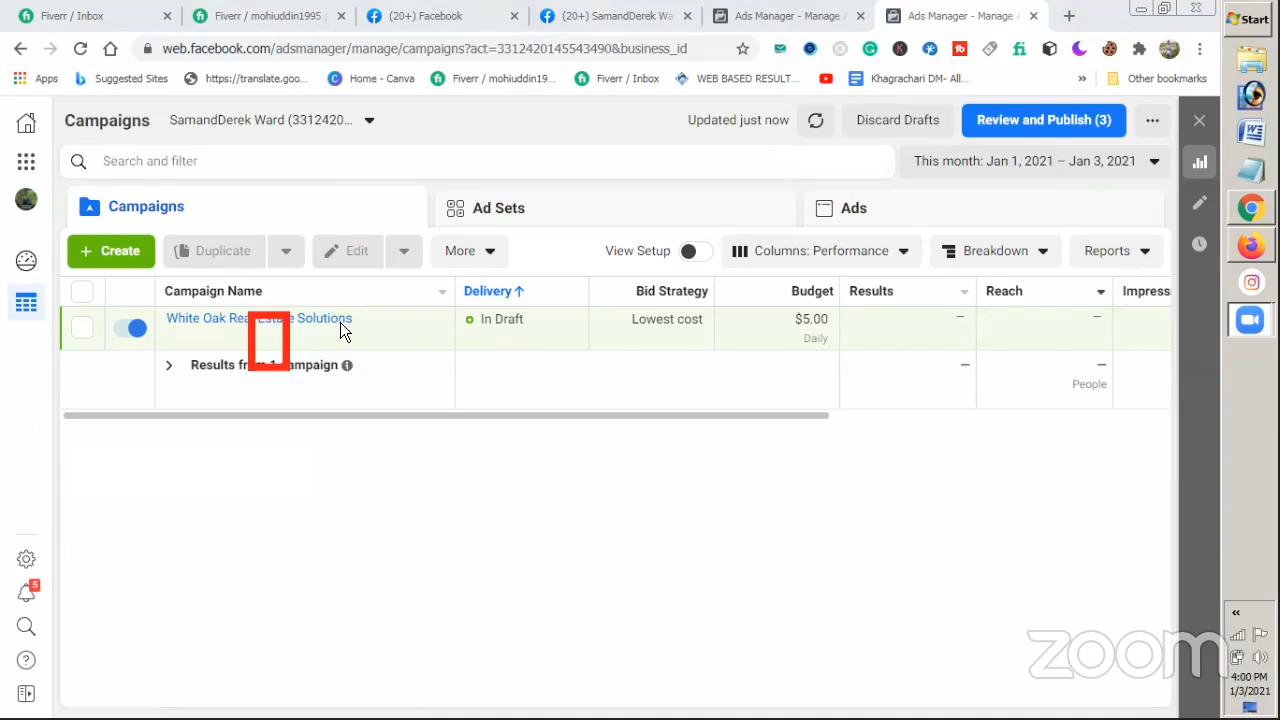 Fiverr / Inbox
Fiverr / mohiuddin1995
(20+) Facebook
(20+) SamandDerek W
Ads Manager - Manage A
Ads Manager - Manage A
web.facebook.com/adsmanager/manage/campaigns?act=3312420145543490&business_id
Apps
Suggested Sites
https://translate.goo...
Home - Canva
Fiverr / mohiuddin19...
Fiverr / Inbox
WEB BASED RESULT...
Khagrachari DM- All...
»
Other bookmarks
Start
Campaigns
SamandDerek Ward (3312420...
Updated just now
Discard Drafts
Review and Publish (3)
Search and filter
This month: Jan 1, 2021 – Jan 3, 2021
Campaigns
Ad Sets
Ads
+ Create
Duplicate
Edit
More
View Setup
Columns: Performance
Breakdown
Reports
Campaign Name
Delivery↑
Bid Strategy
Budget
Results
Reach
Impress
White Oak Real Estate Solutions
In Draft
Lowest cost
$5.00
Daily
–
–
Results from 1 campaign
—
—
People
5
zoom
4:00 PM
1/3/2021